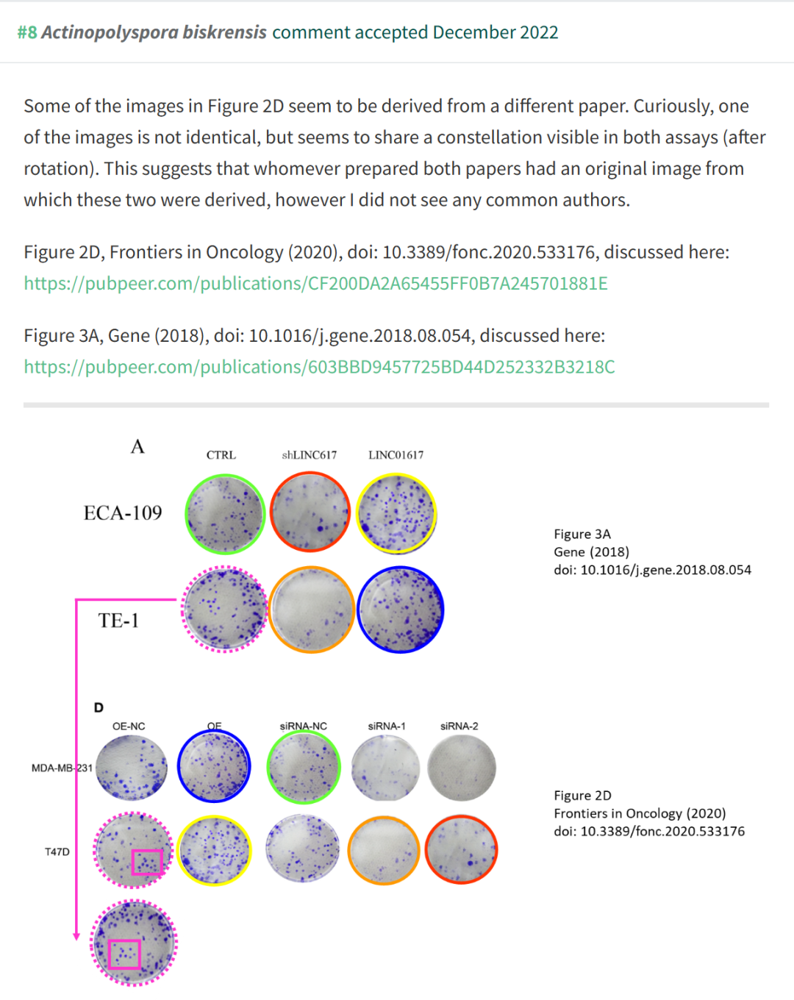 #8 Actinopolyspora biskrensis comment accepted December 2022
Some of the images in Figure 2D seem to be derived from a different paper. Curiously, one
of the images is not identical, but seems to share a constellation visible in both assays (after
rotation). This suggests that whomever prepared both papers had an original image from
which these two were derived, however I did not see any common authors.
Figure 2D, Frontiers in Oncology (2020), doi: 10.3389/fonc.2020.533176, discussed here:
https://pubpeer.com/publications/CF200DA2A65455FF0B7A245701881E
Figure 3A, Gene (2018), doi: 10.1016/j.gene.2018.08.054, discussed here:
https://pubpeer.com/publications/603BBD9457725BD44D252332B3218C
A
CTRL shLINC617 LINC01617
ECA-109
Figure 3A
Gene (2018)
doi: 10.1016/j.gene.2018.08.054
TE-1
D
OE-NC OE siRNA-NC siRNA-1 siRNA-2
MDA-MB-231
Figure 2D
Frontiers in Oncology (2020)
doi: 10.3389/fonc.2020.533176
T47D